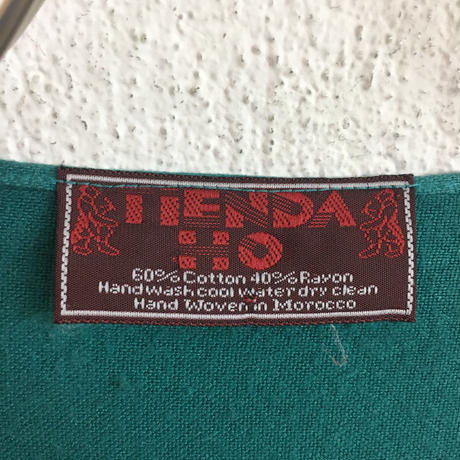 TIENDA
HO
60% Cotton 40% Rayon
Hand wash cool water dry clean
Hand Woven in Morocco